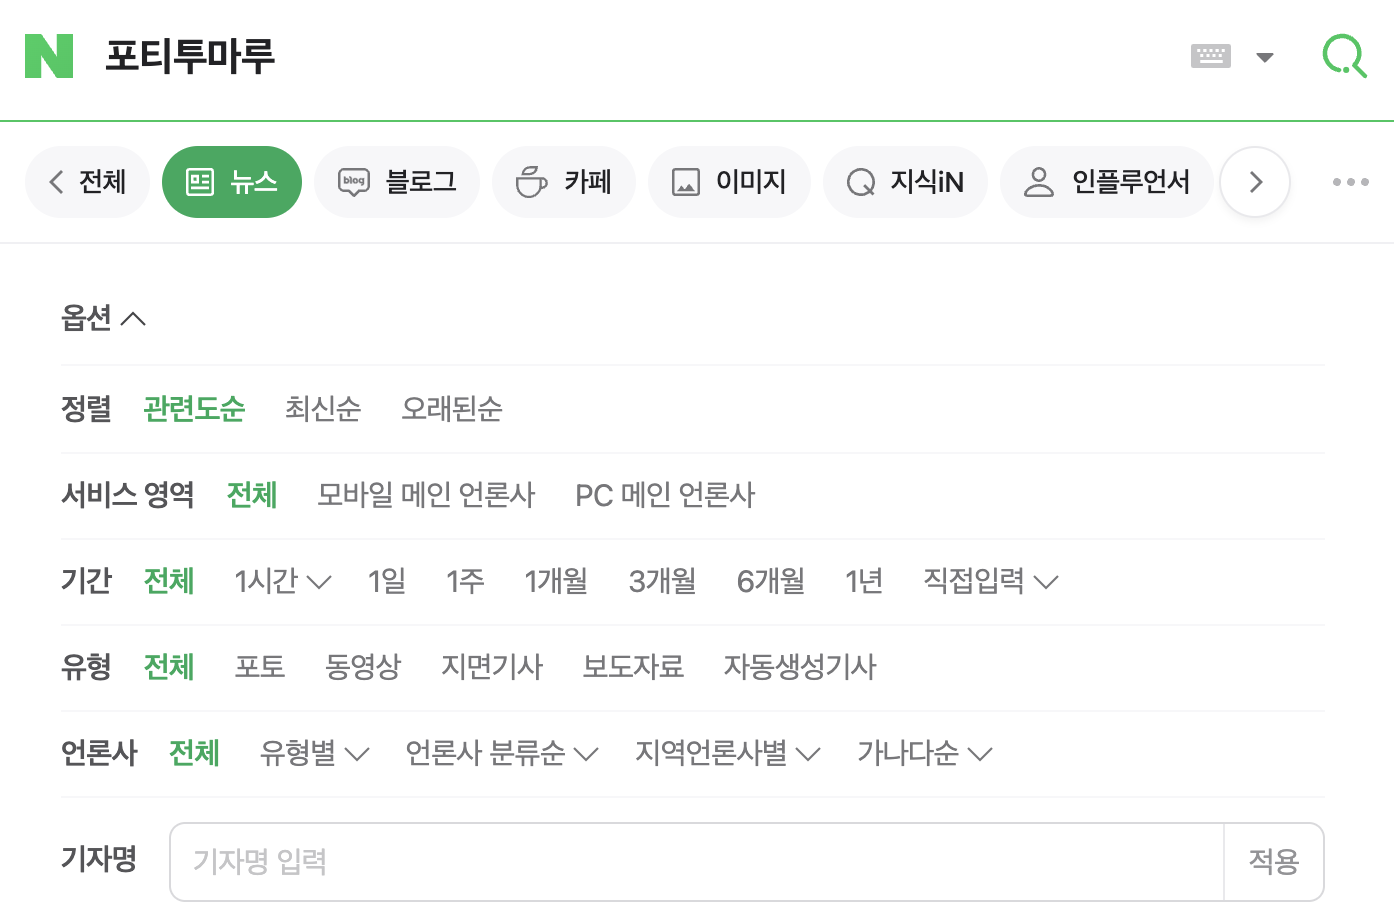 N 포티투마루
전체 뉴스 blog 블로그 카페 이미지 지식iN 인플루언서
옵션
정렬 관련도순 최신순 오래된순
서비스 영역 전체 모바일 메인 언론사 PC 메인 언론사
기간 전체 1시간 1일 1주 1개월 3개월 6개월 1년 직접입력
유형 전체 포토 동영상 지면기사 보도자료 자동생성기사
언론사 전체 유형별 언론사 분류순 지역언론사별 가나다순
기자명 기자명 입력 적용